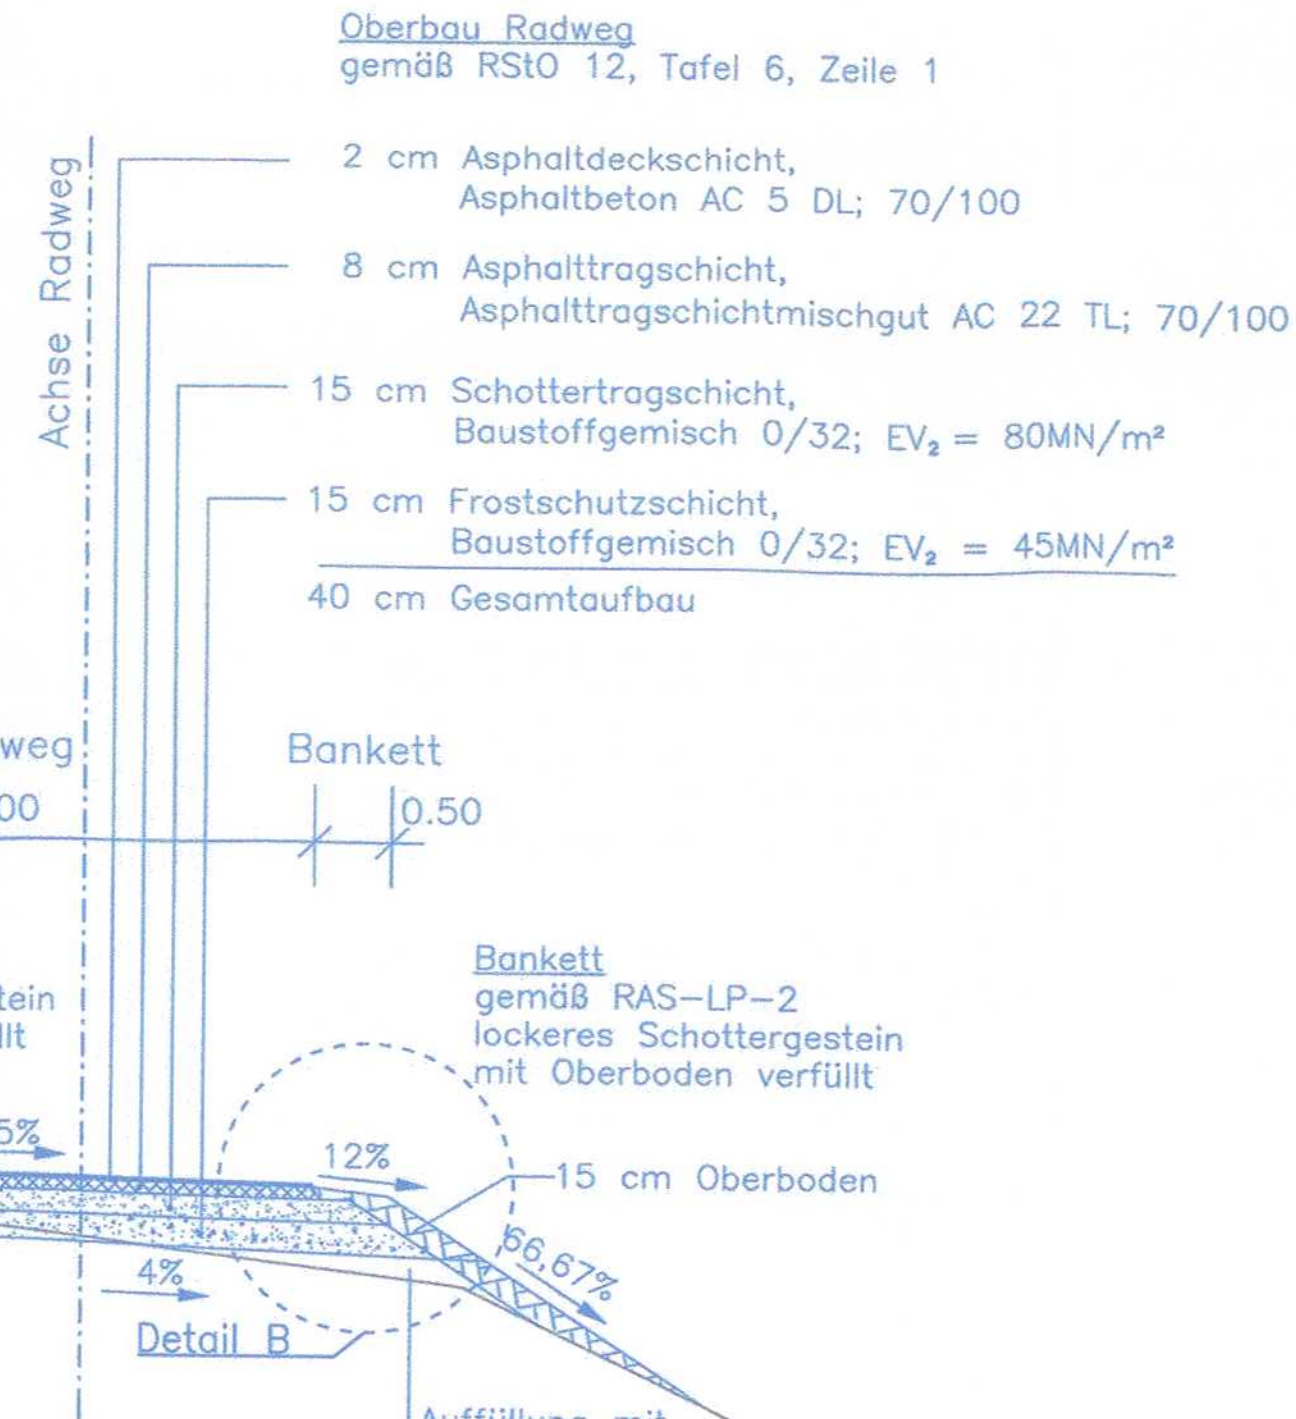 Oberbau Radweg
gemäß RStO 12, Tafel 6, Zeile 1
Achse Radweg
2 cm Asphaltdeckschicht,
Asphaltbeton AC 5 DL; 70/100
8 cm Asphalttragschicht,
Asphalttragschichtmischgut AC 22 TL; 70/100
15 cm Schottertragschicht,
Baustoffgemisch 0/32; EV₂ = 80MN/m²
15 cm Frostschutzschicht,
Baustoffgemisch 0/32; EV₂ = 45MN/m²
40 cm Gesamtaufbau
weg
Bankett
00
0.50
Bankett
gemäß RAS-LP-2
lockeres Schottergestein
mit Oberboden verfüllt
tein
llt
5%
12%
15 cm Oberboden
66,67%
4%
Detail B